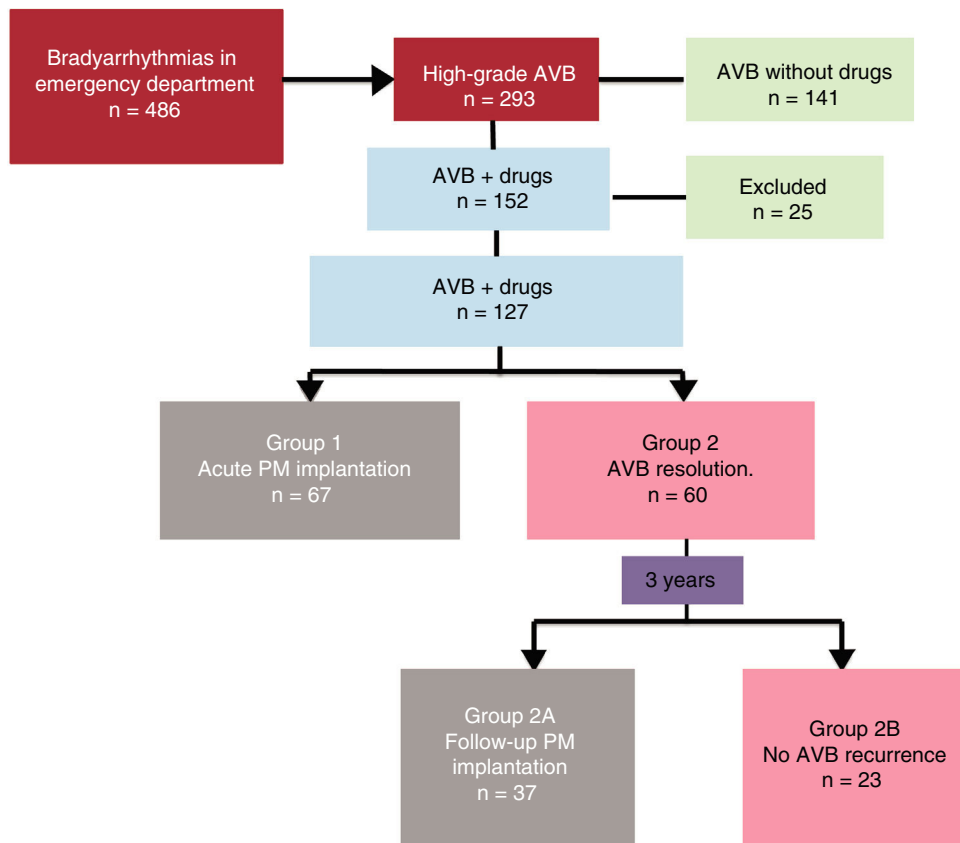 Bradyarrhythmias in
emergency department
n = 486
High-grade AVB
n = 293
AVB without drugs
n = 141
AVB + drugs
n = 152
Excluded
n = 25
AVB + drugs
n = 127
Group 1
Acute PM implantation
n = 67
Group 2
AVB resolution.
n = 60
3 years
Group 2A
Follow-up PM
implantation
n = 37
Group 2B
No AVB recurrence
n = 23